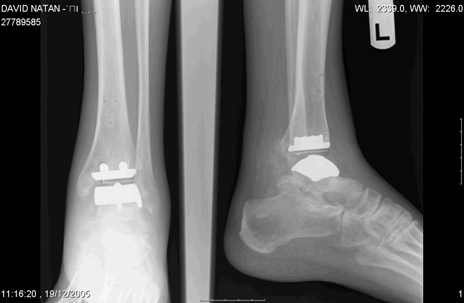 DAVID NATAN -
27789585
WL: 2339.0, WW: 2226.0
L
11:16:20 , 19/12/2005
1